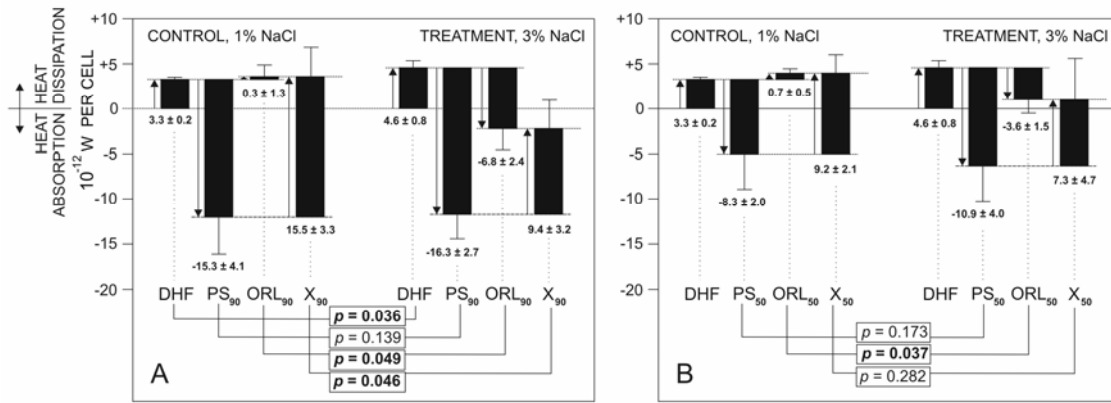 HEAT HEAT
ABSORPTION DISSIPATION
10⁻¹² W PER CELL
+10
+5
0
-5
-10
-15
-20
CONTROL, 1% NaCl
TREATMENT, 3% NaCl
3.3 ± 0.2
-15.3 ± 4.1
0.3 ± 1.3
15.5 ± 3.3
4.6 ± 0.8
-16.3 ± 2.7
-6.8 ± 2.4
9.4 ± 3.2
DHF PS₉₀ ORL₉₀ X₉₀ DHF PS₉₀ ORL₉₀ X₉₀
p = 0.036
p = 0.139
p = 0.049
p = 0.046
A
+10
+5
0
-5
-10
-15
-20
CONTROL, 1% NaCl
TREATMENT, 3% NaCl
3.3 ± 0.2
-8.3 ± 2.0
0.7 ± 0.5
9.2 ± 2.1
4.6 ± 0.8
-10.9 ± 4.0
-3.6 ± 1.5
7.3 ± 4.7
DHF PS₅₀ ORL₅₀ X₅₀ DHF PS₅₀ ORL₅₀ X₅₀
p = 0.173
p = 0.037
p = 0.282
B